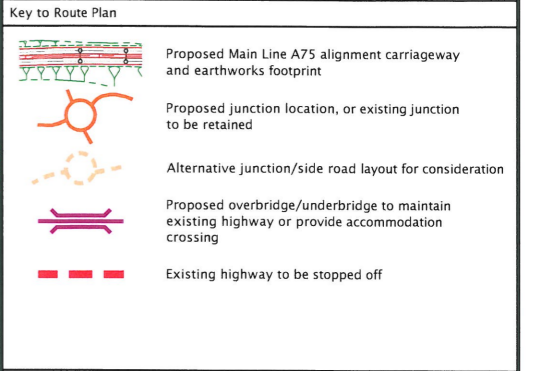 Key to Route Plan
Proposed Main Line A75 alignment carriageway
and earthworks footprint
Proposed junction location, or existing junction
to be retained
Alternative junction/side road layout for consideration
Proposed overbridge/underbridge to maintain
existing highway or provide accommodation
crossing
Existing highway to be stopped off